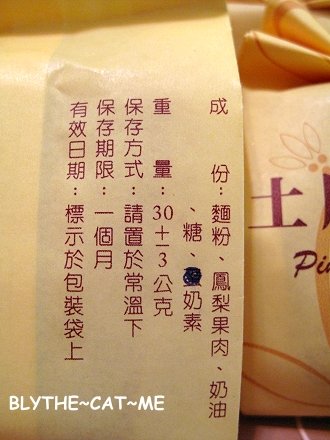 成份：麵粉、鳳梨果肉、奶油
、糖、奶素
重量：30+-3公克
保存方式：請置於常溫下
保存期限：一個月
有效日期：標示於包裝袋上
土
Pin
BLYTHE~CAT~ME